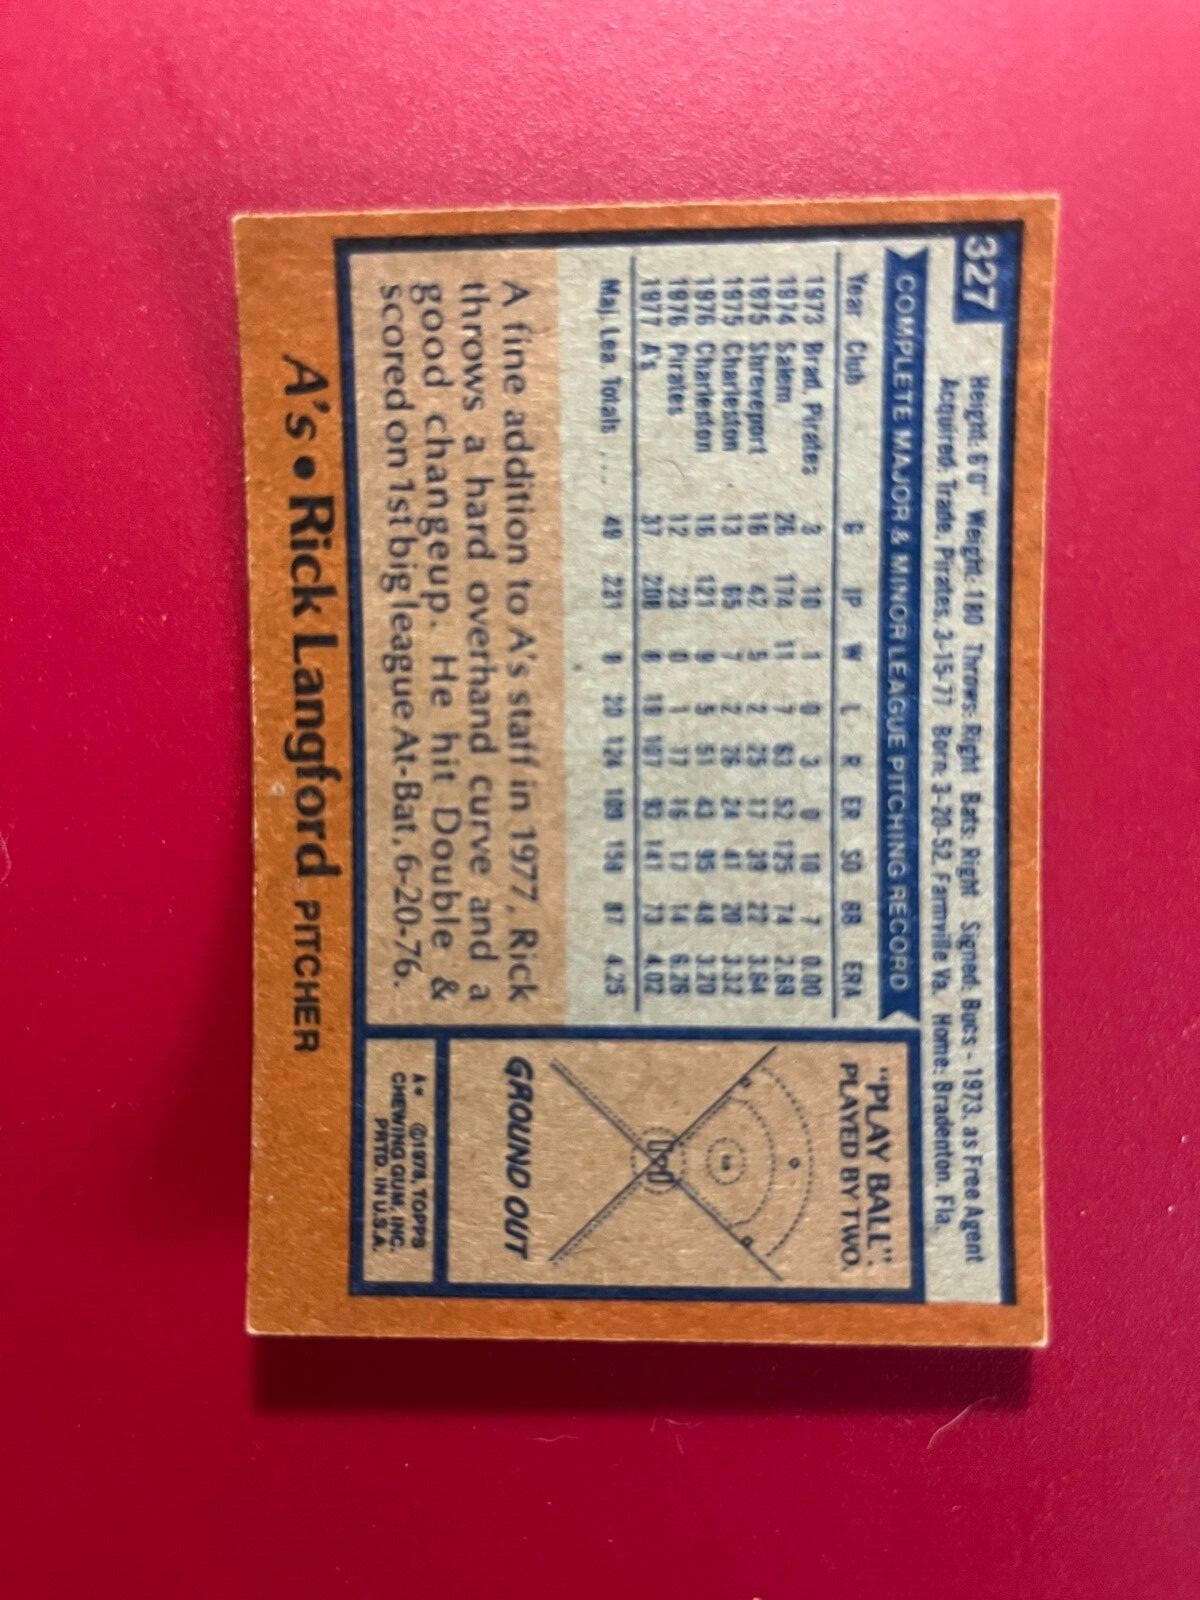 327
Height: 6'0" Weight: 180 Throws: Right Bats: Right Signed: Bucs - 1973, as Free Agent
Acquired: Trade, Pirates, 3-15-77 Born: 3-20-52, Farmville Va. Home: Bradenton, Fla.
COMPLETE MAJOR & MINOR LEAGUE PITCHING RECORD
Year Club G IP W L R ER SO BB ERA
1973 Brad. Pirates 3 10 1 0 3 0 10 7 0.00
1974 Salem 26 174 11 7 63 52 125 74 2.69
1975 Shreveport 16 42 5 2 25 17 39 22 3.64
1975 Charleston 13 65 7 2 26 24 41 20 3.32
1976 Charleston 16 121 9 5 51 43 95 48 3.20
1976 Pirates 12 23 0 1 17 16 17 14 6.26
1977 A's 37 208 8 19 107 93 141 73 4.02
Maj. Lea. Totals .... 49 231 8 20 124 109 158 87 4.25
A fine addition to A's staff in 1977, Rick
throws a hard overhand curve and a
good changeup. He hit Double &
scored on 1st big league At-Bat, 6-20-76.
"PLAY BALL":
PLAYED BY TWO.
GROUND OUT
A* ©1978, TOPPS
CHEWING GUM, INC.
PRTD. IN U.S.A.
A's • Rick Langford PITCHER